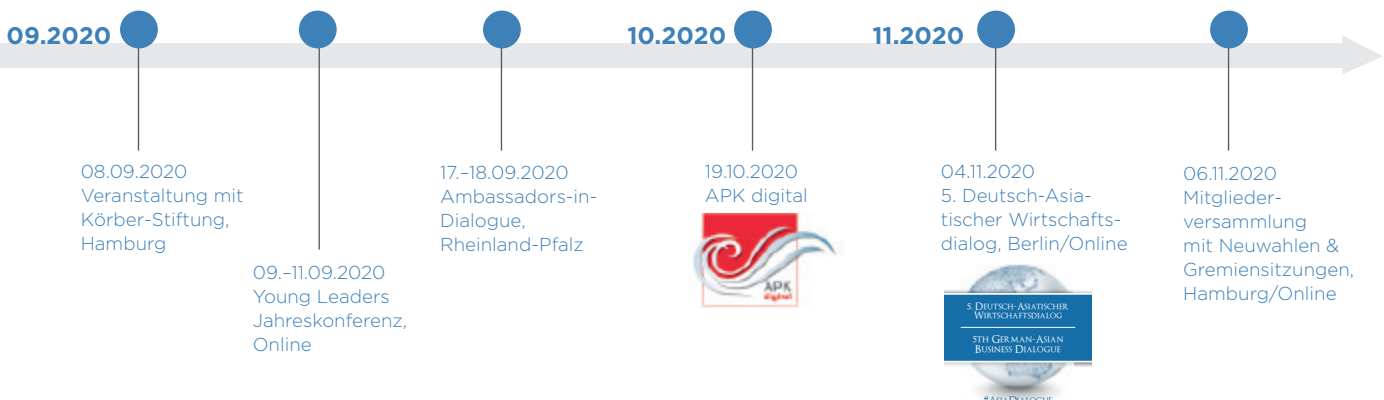 09.2020
10.2020
11.2020
08.09.2020
Veranstaltung mit
Körber-Stiftung,
Hamburg
09.–11.09.2020
Young Leaders
Jahreskonferenz,
Online
17.–18.09.2020
Ambassadors-in-
Dialogue,
Rheinland-Pfalz
19.10.2020
APK digital
APK
digital
04.11.2020
5. Deutsch-Asia-
tischer Wirtschafts-
dialog, Berlin/Online
5. Deutsch-Asiatischer
Wirtschaftsdialog
5th German-Asian
Business Dialogue
#AsiaDialogue
06.11.2020
Mitglieder-
versammlung
mit Neuwahlen &
Gremiensitzungen,
Hamburg/Online